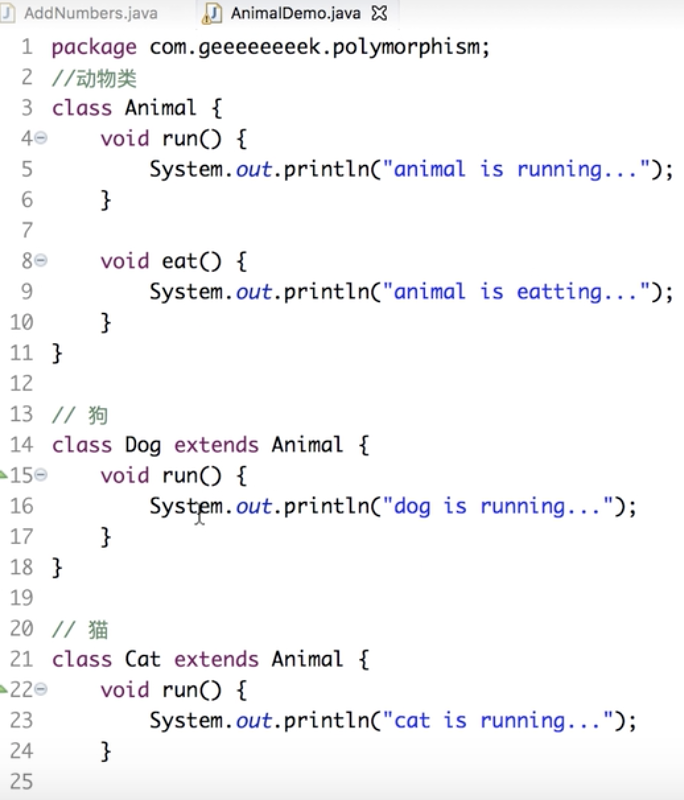 AddNumbers.java AnimalDemo.java
1 package com.geeeeeeeek.polymorphism;
2 //动物类
3 class Animal {
4 void run() {
5 System.out.println("animal is running...");
6 }
7
8 void eat() {
9 System.out.println("animal is eatting...");
10 }
11 }
12
13 // 狗
14 class Dog extends Animal {
15 void run() {
16 System.out.println("dog is running...");
17 }
18 }
19
20 // 猫
21 class Cat extends Animal {
22 void run() {
23 System.out.println("cat is running...");
24 }
25